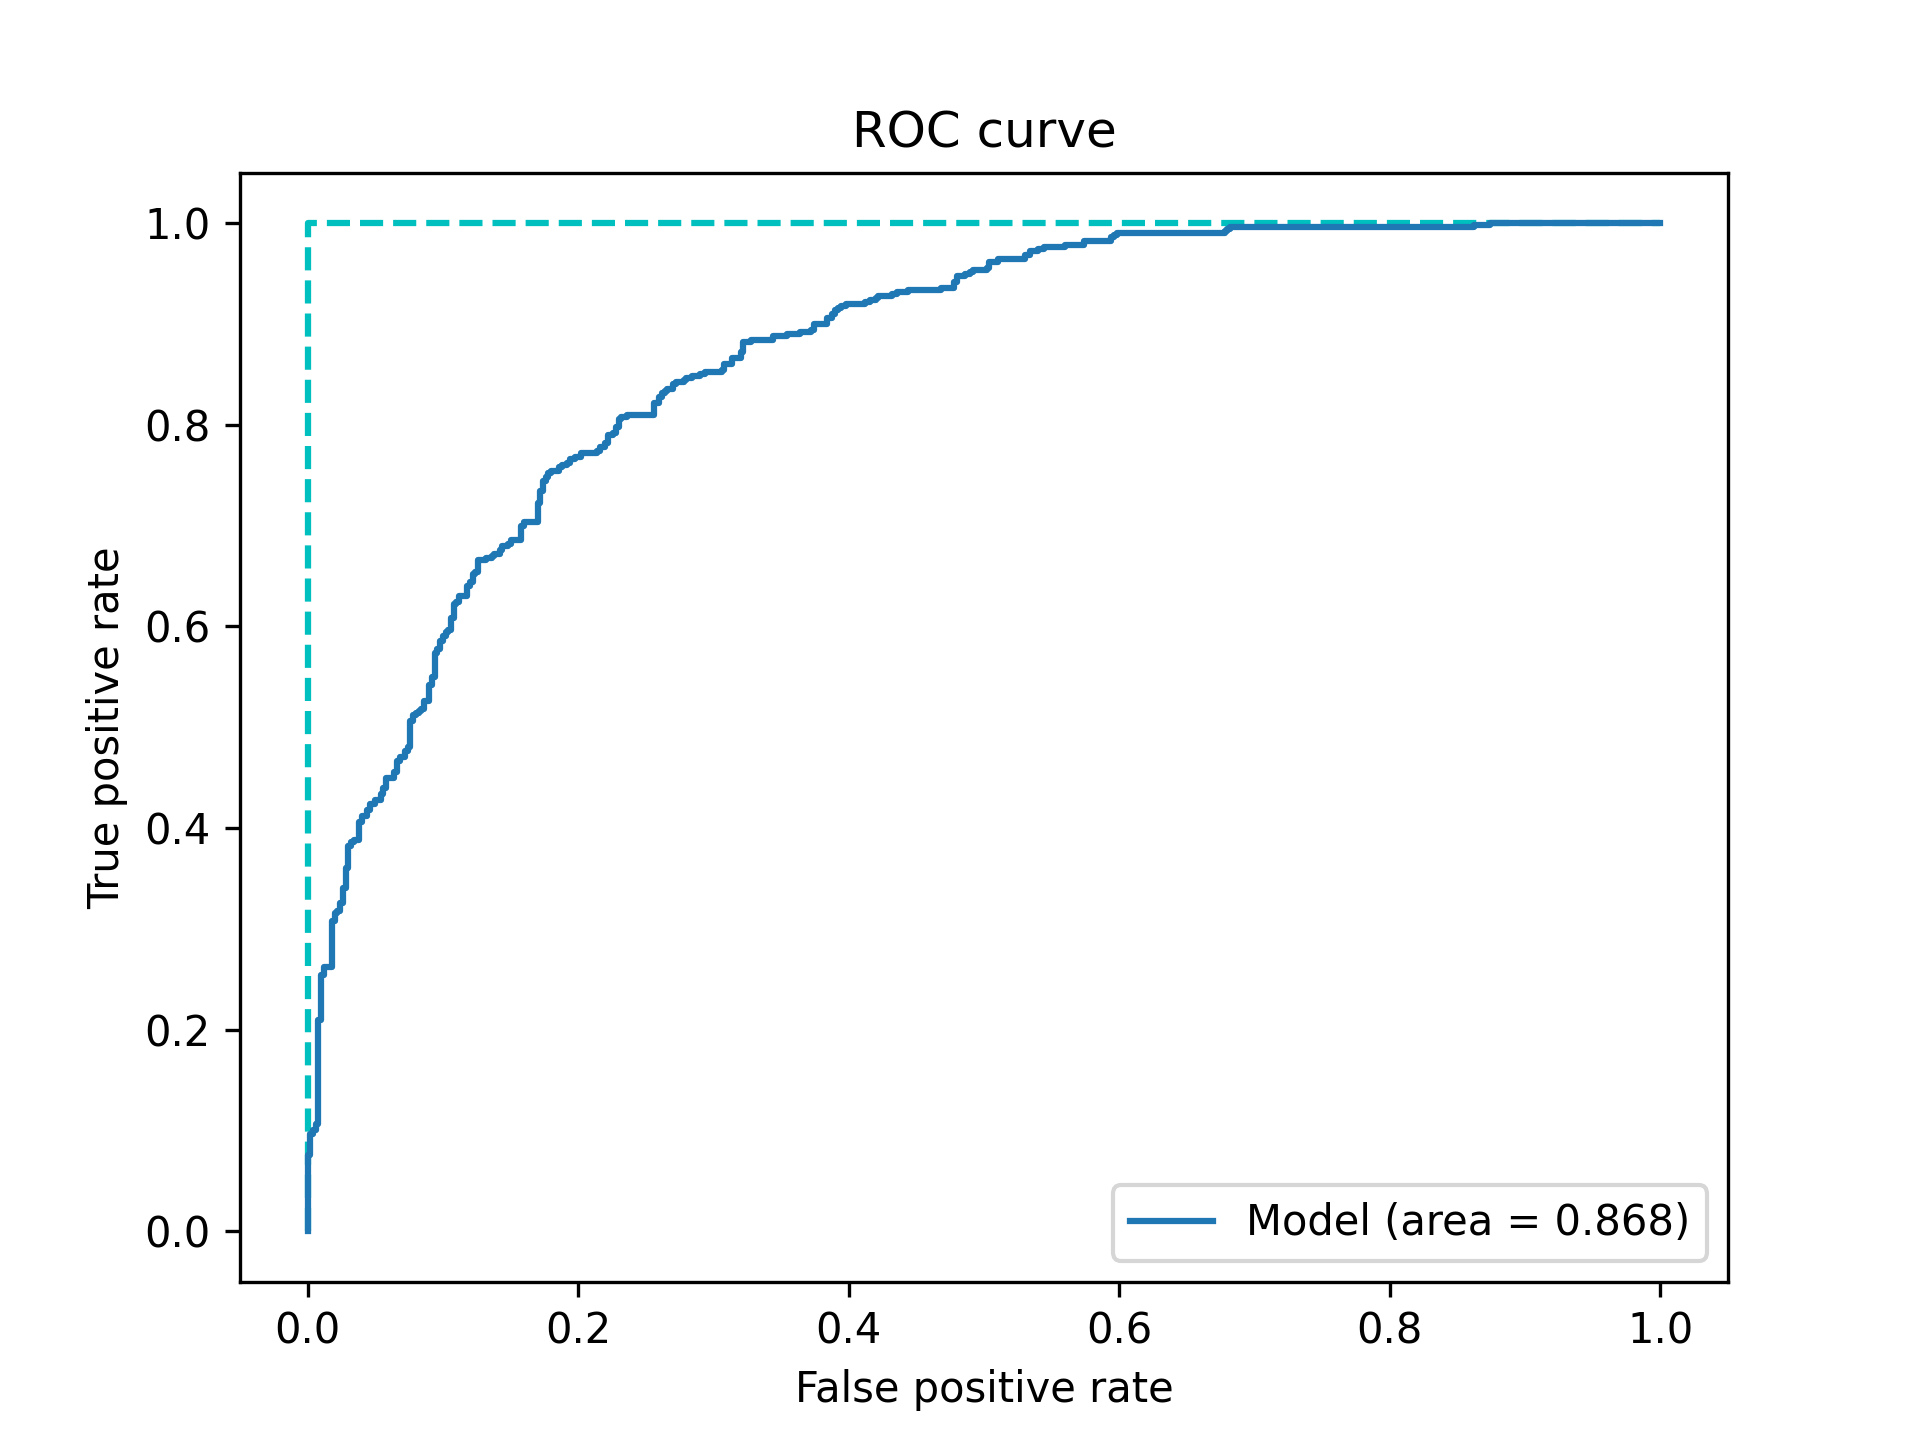 ROC curve
True positive rate
1.0
0.8
0.6
0.4
0.2
0.0
Model (area = 0.868)
0.0 0.2 0.4 0.6 0.8 1.0
False positive rate